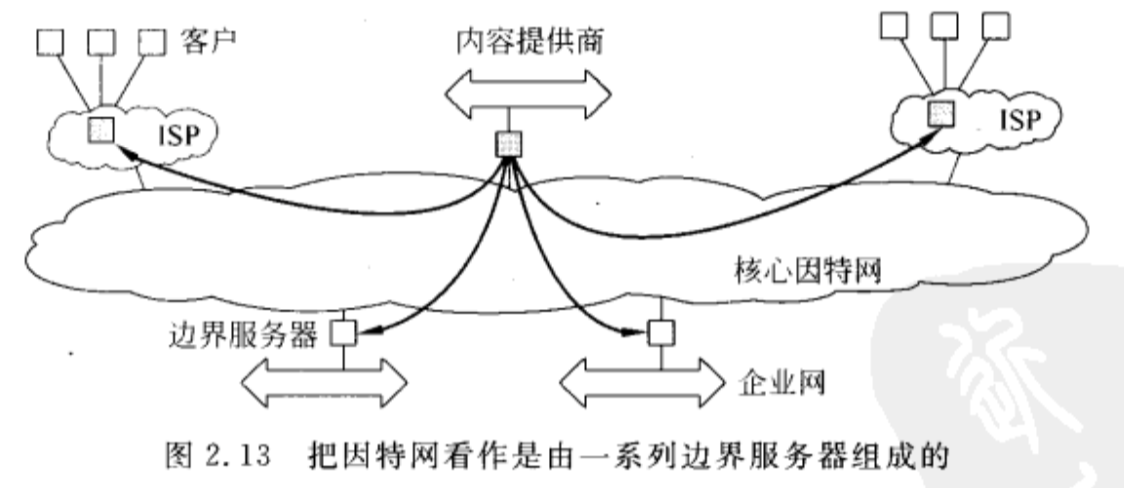 客户
内容提供商
ISP
ISP
核心因特网
边界服务器
企业网
图 2.13 把因特网看作是由一系列边界服务器组成的